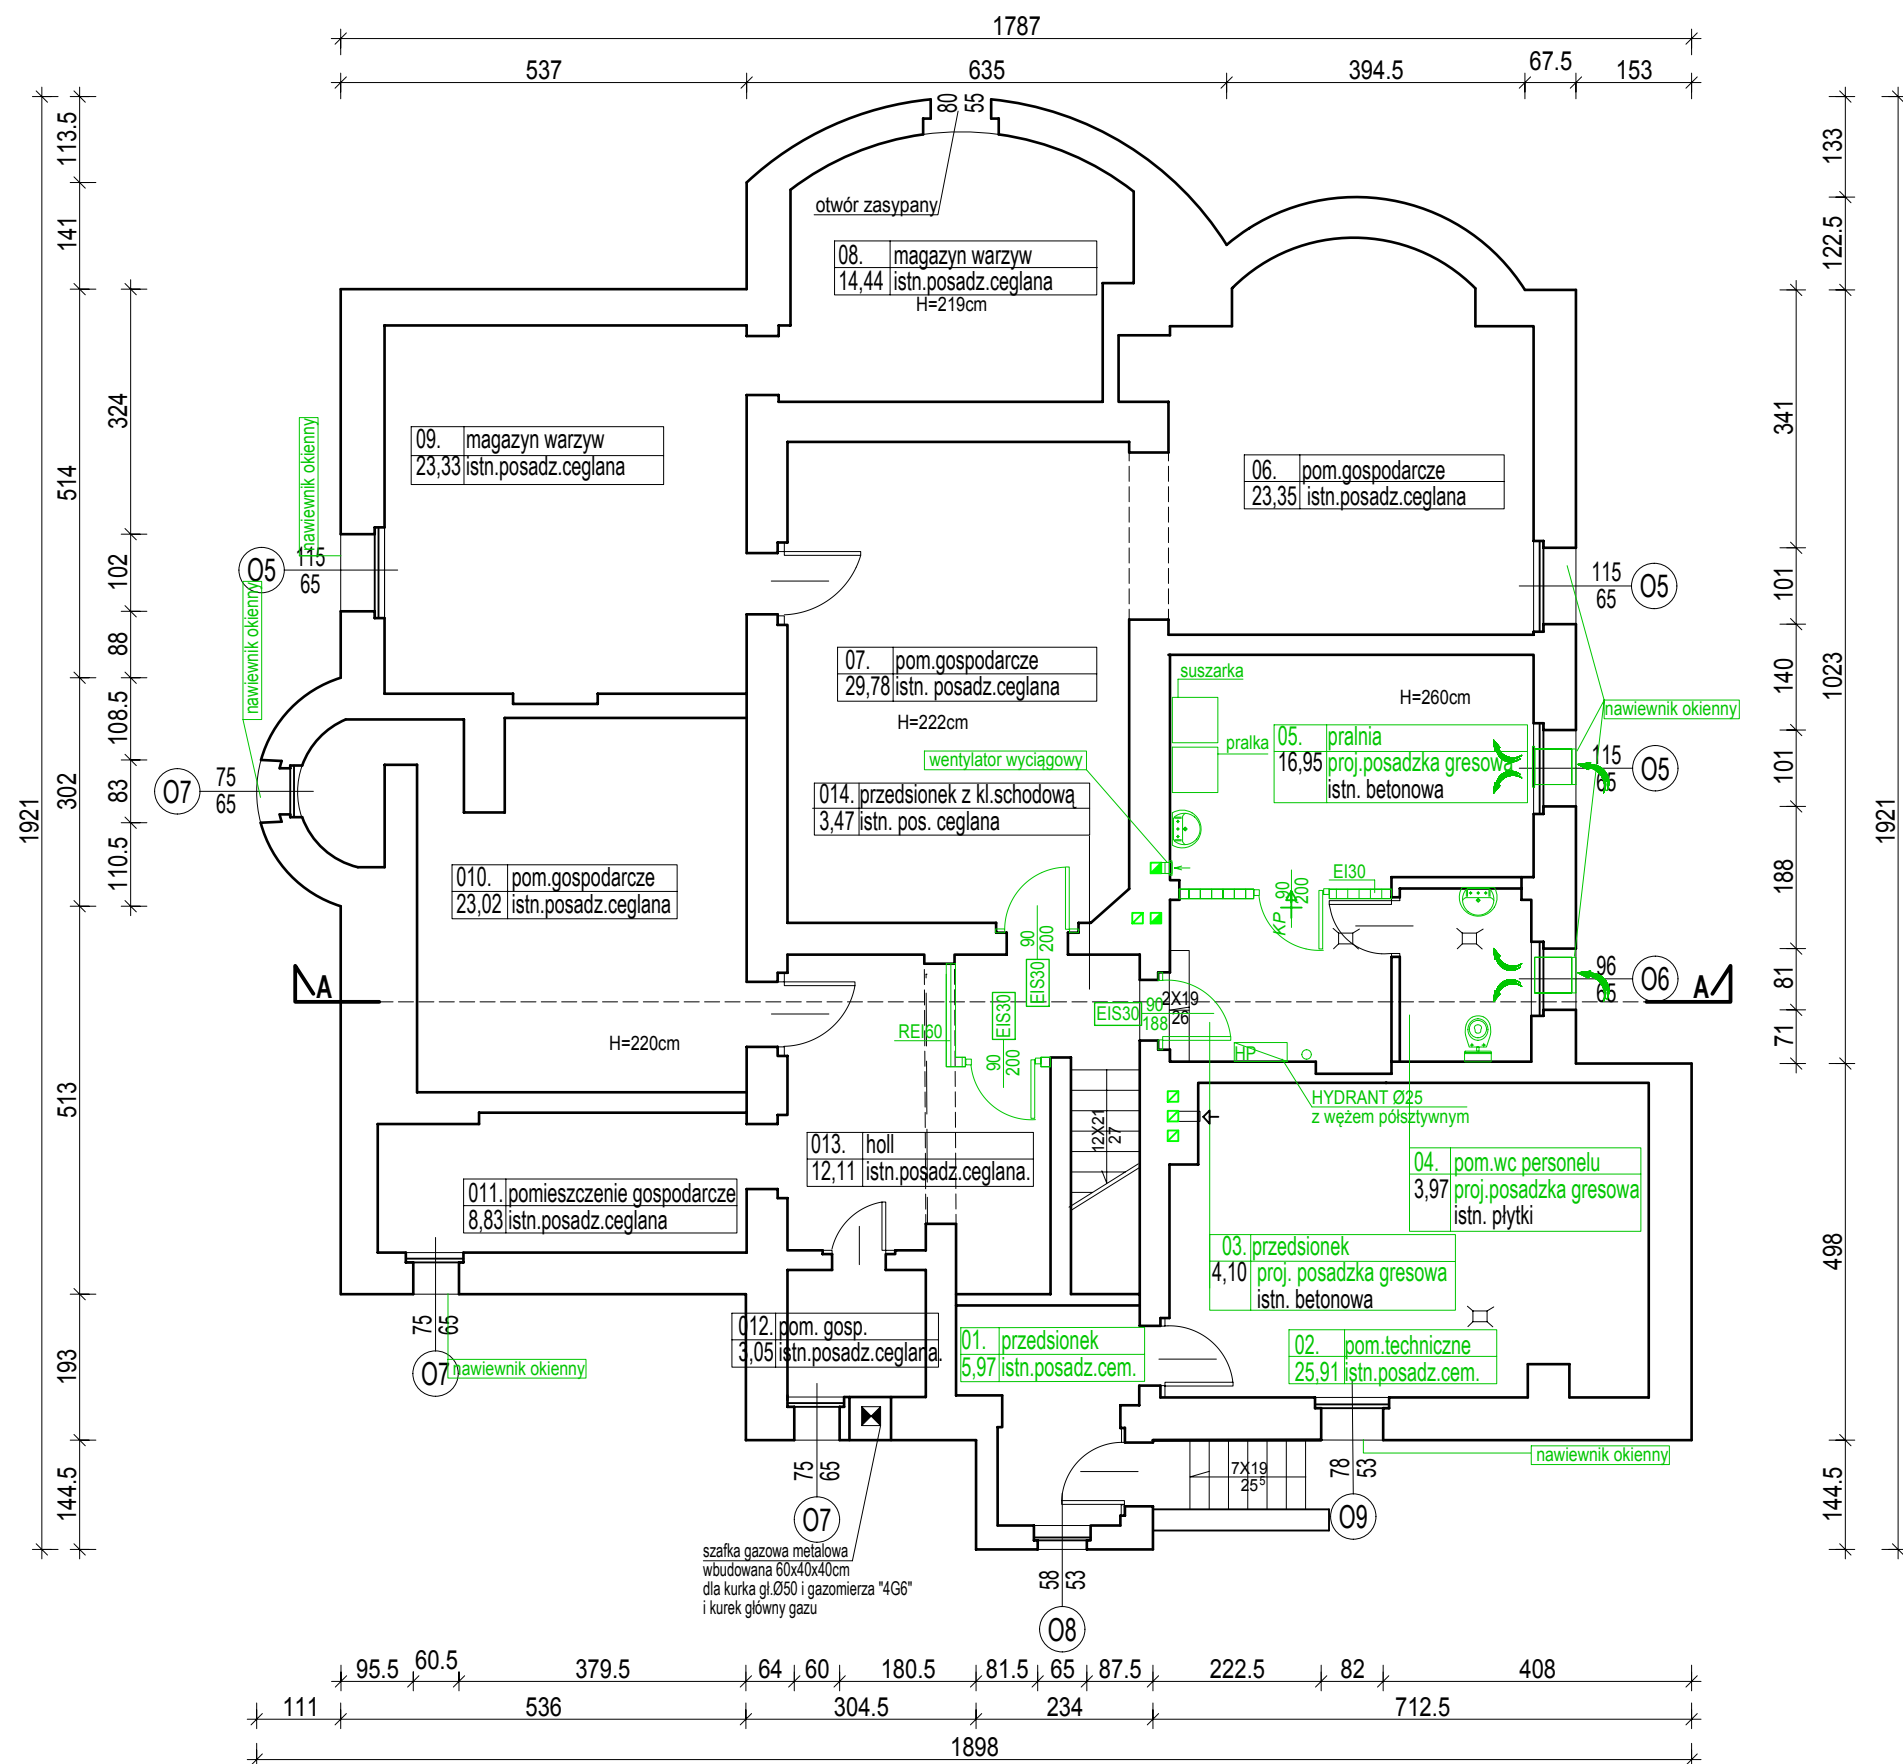 1787
537 635 394.5 67.5 153
1921
113.5
141
514
302
513
193
144.5
324
102
88
108.5
83
110.5
133
122.5
1023
498
144.5
341
101
140
101
188
81
71
1921
80
55
otwór zasypany
08. magazyn warzyw
14,44 istn.posadz.ceglana
H=219cm
09. magazyn warzyw
23,33 istn.posadz.ceglana
06. pom.gospodarcze
23,35 istn.posadz.ceglana
nawiewnik okienny
O5
115
65
nawiewnik okienny
115
65
O5
07. pom.gospodarcze
29,78 istn. posadz.ceglana
H=222cm
suszarka
pralka
H=260cm
nawiewnik okienny
05. pralnia
16,95 proj.posadzka gresowa
istn. betonowa
115
65
O5
wentylator wyciągowy
O7
75
65
014. przedsionek z kl.schodową
3,47 istn. pos. ceglana
010. pom.gospodarcze
23,02 istn.posadz.ceglana
EI30
90
200
KP
90
200
EIS30
EIS30
EIS30
90
188
2X19
26
96
65
O6
A
A
REI60
90
200
H=220cm
HP
HYDRANT Ø25
z wężem półsztywnym
12X21
27
013. holl
12,11 istn.posadz.ceglana.
011. pomieszczenie gospodarcze
8,83 istn.posadz.ceglana
04. pom.wc personelu
3,97 proj.posadzka gresowa
istn. płytki
03. przedsionek
4,10 proj. posadzka gresowa
istn. betonowa
012. pom. gosp.
3,05 istn.posadz.ceglana.
01. przedsionek
5,97 istn.posadz.cem.
02. pom.techniczne
25,91 istn.posadz.cem.
75
65
O7
nawiewnik okienny
75
65
O7
7X19
25⁵
78
53
O9
nawiewnik okienny
szafka gazowa metalowa
wbudowana 60x40x40cm
dla kurka gł.Ø50 i gazomierza "4G6"
i kurek główny gazu
58
53
O8
95.5 60.5 379.5 64 60 180.5 81.5 65 87.5 222.5 82 408
111 536 304.5 234 712.5
1898